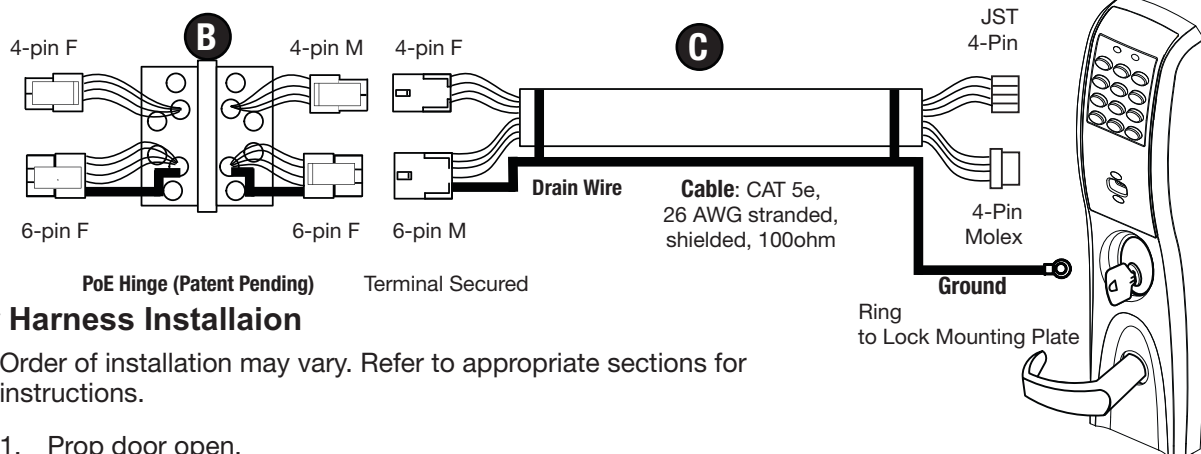 B
C
4-pin F
4-pin M
4-pin F
JST
4-Pin
6-pin F
6-pin F
6-pin M
Drain Wire
Cable: CAT 5e,
26 AWG stranded,
shielded, 100ohm
4-Pin
Molex
PoE Hinge (Patent Pending)
Terminal Secured
Ground
Ring
to Lock Mounting Plate
Harness Installaion
Order of installation may vary. Refer to appropriate sections for
instructions.
1. Prop door open.